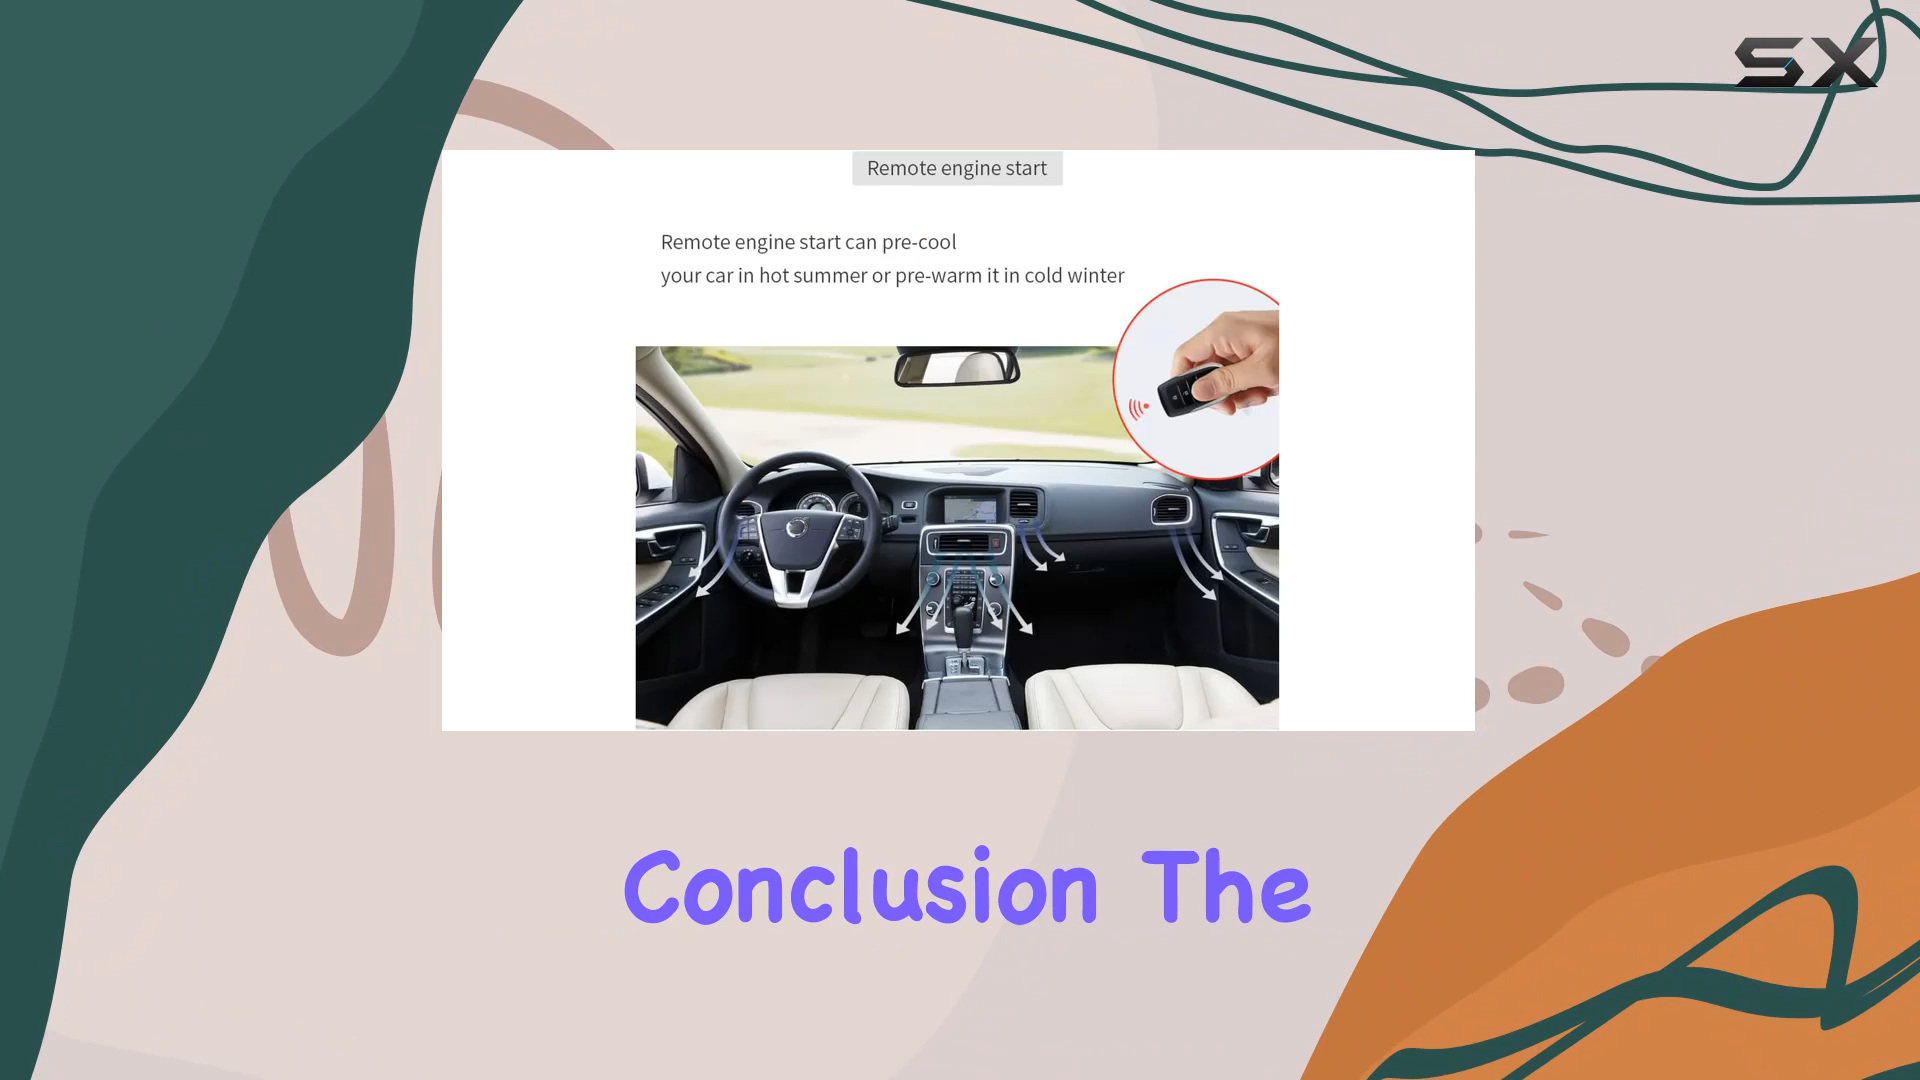 SX
Remote engine start
Remote engine start can pre-cool
your car in hot summer or pre-warm it in cold winter
Conclusion The